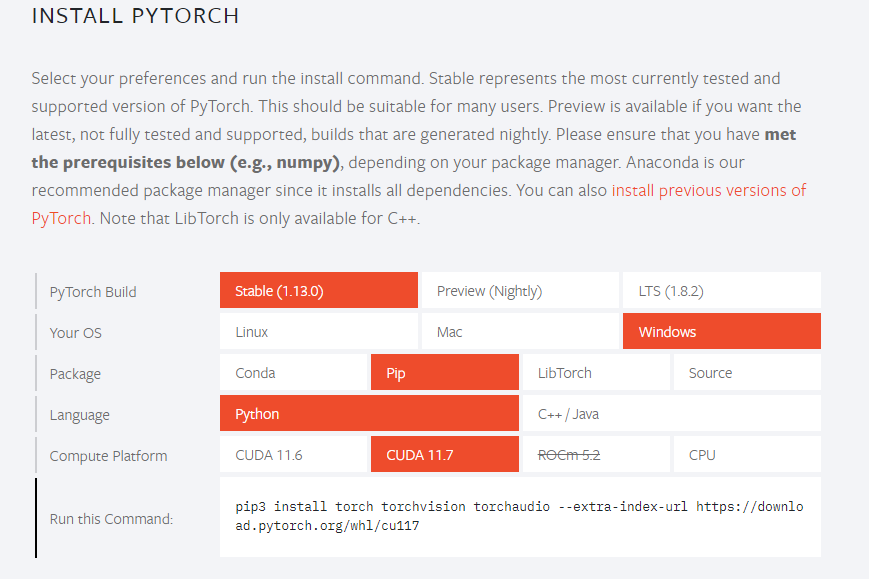 INSTALL PYTORCH
Select your preferences and run the install command. Stable represents the most currently tested and
supported version of PyTorch. This should be suitable for many users. Preview is available if you want the
latest, not fully tested and supported, builds that are generated nightly. Please ensure that you have met
the prerequisites below (e.g., numpy), depending on your package manager. Anaconda is our
recommended package manager since it installs all dependencies. You can also install previous versions of
PyTorch. Note that LibTorch is only available for C++.
PyTorch Build Stable (1.13.0) Preview (Nightly) LTS (1.8.2)
Your OS Linux Mac Windows
Package Conda Pip LibTorch Source
Language Python C++ / Java
Compute Platform CUDA 11.6 CUDA 11.7 ROCm 5.2 CPU
Run this Command: pip3 install torch torchvision torchaudio --extra-index-url https://downlo
ad.pytorch.org/whl/cu117